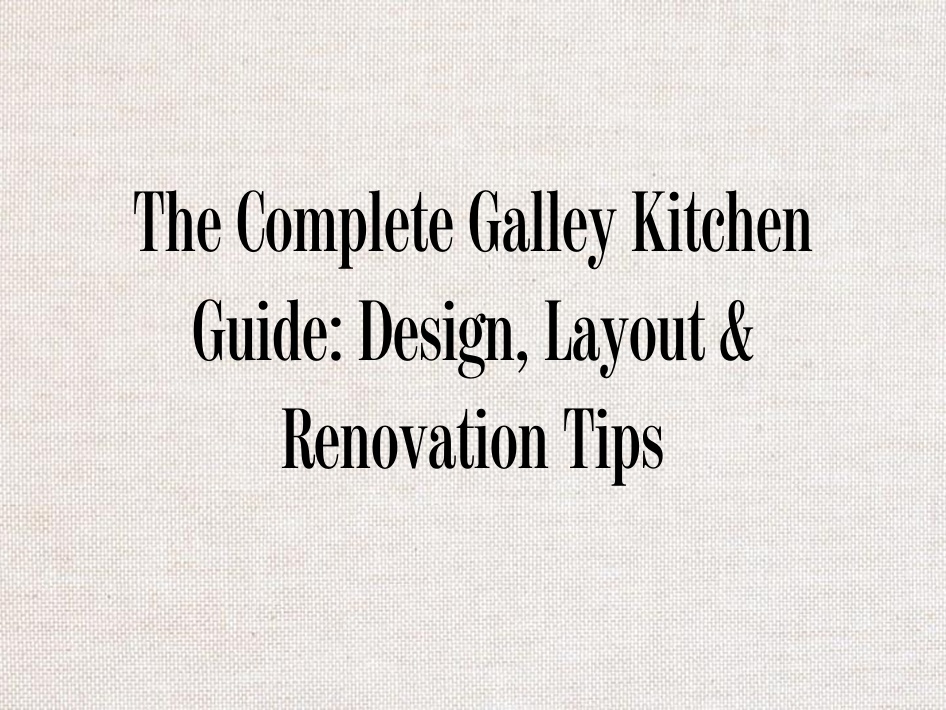 The Complete Galley Kitchen
Guide: Design, Layout &
Renovation Tips